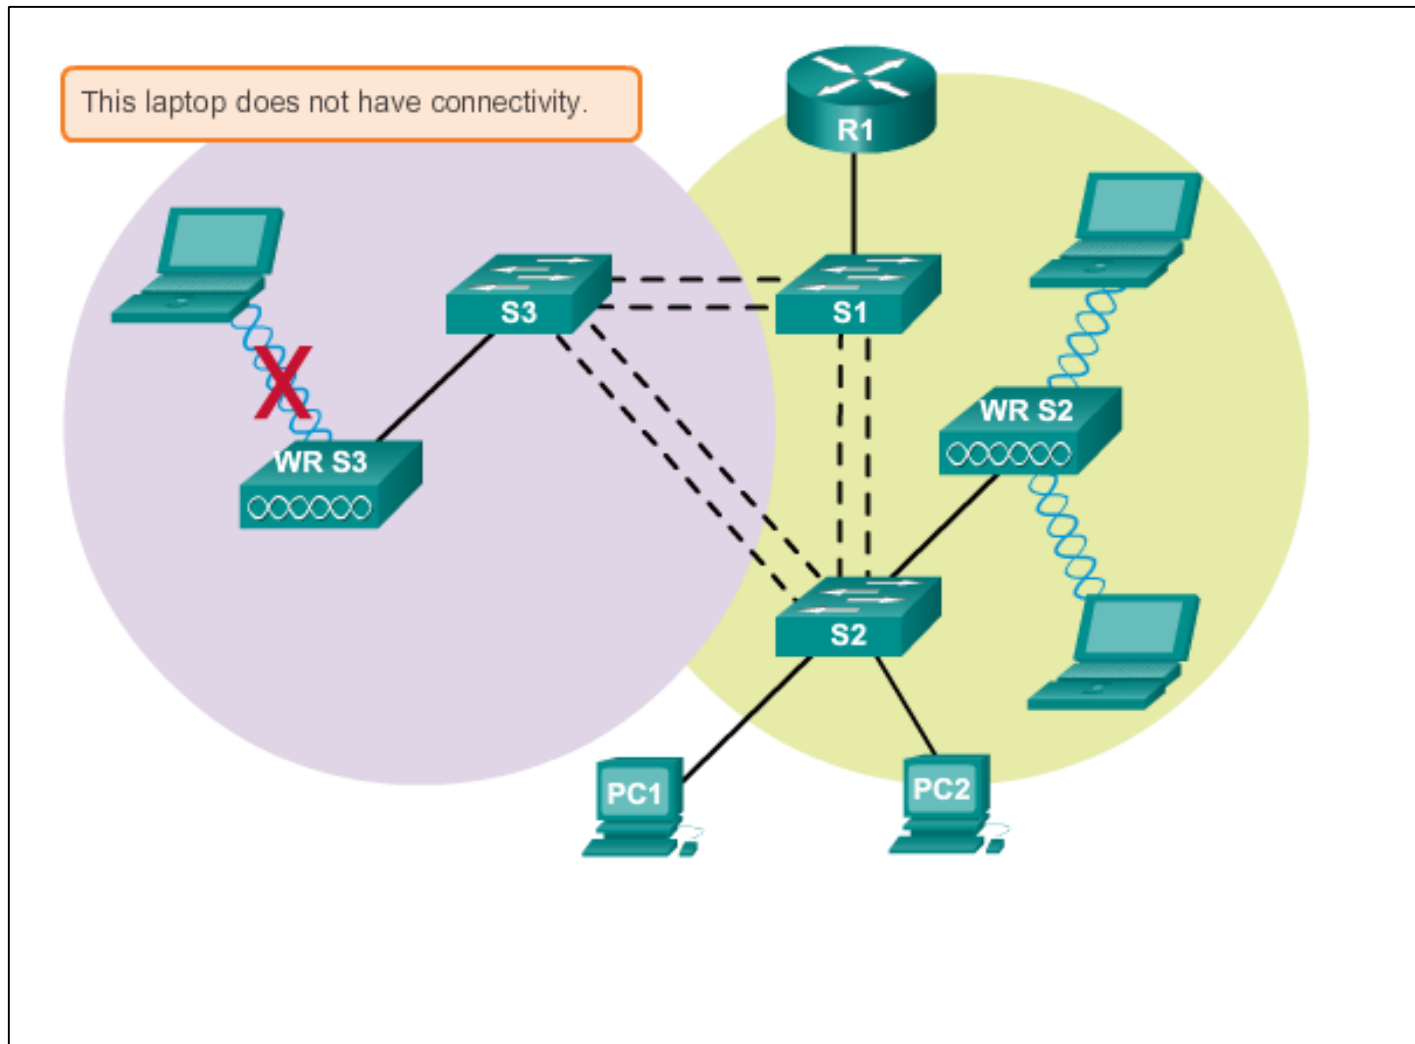 This laptop does not have connectivity.
R1
S3
S1
WR S2
WR S3
S2
PC1
PC2